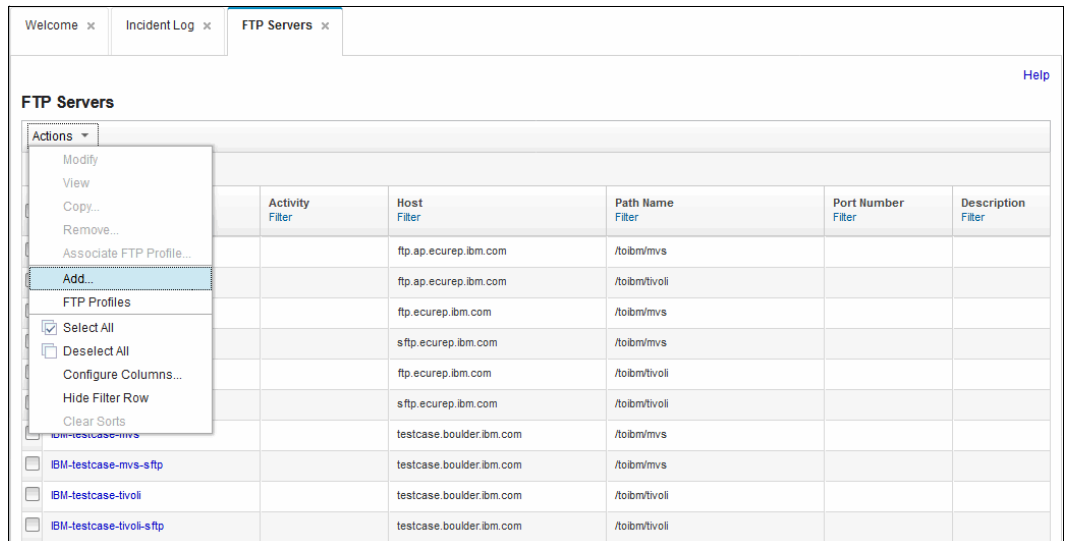 Welcome × Incident Log × FTP Servers ×
Help
FTP Servers
Actions
Modify
View
Copy...
Remove...
Associate FTP Profile...
Add...
FTP Profiles
Select All
Deselect All
Configure Columns...
Hide Filter Row
Clear Sorts
Activity Host Path Name Port Number Description
Filter Filter Filter Filter Filter
ftp.ap.ecurep.ibm.com /toibm/mvs
ftp.ap.ecurep.ibm.com /toibm/tivoli
ftp.ecurep.ibm.com /toibm/mvs
sftp.ecurep.ibm.com /toibm/mvs
ftp.ecurep.ibm.com /toibm/tivoli
sftp.ecurep.ibm.com /toibm/tivoli
IBM-testcase-mvs testcase.boulder.ibm.com /toibm/mvs
IBM-testcase-mvs-sftp testcase.boulder.ibm.com /toibm/mvs
IBM-testcase-tivoli testcase.boulder.ibm.com /toibm/tivoli
IBM-testcase-tivoli-sftp testcase.boulder.ibm.com /toibm/tivoli